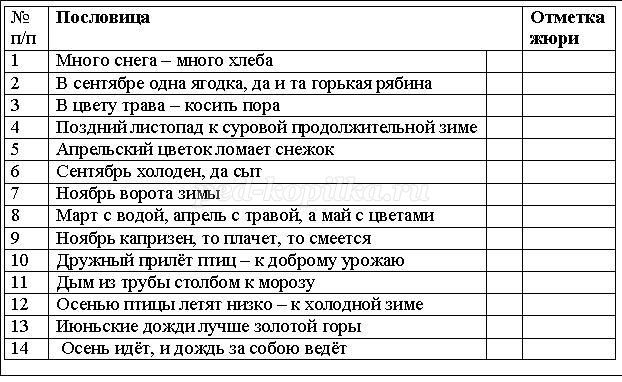 № п/п Пословица Отметка жюри
1 Много снега – много хлеба
2 В сентябре одна ягодка, да и та горькая рябина
3 В цвету трава – косить пора
4 Поздний листопад к суровой продолжительной зиме
5 Апрельский цветок ломает снежок
6 Сентябрь холоден, да сыт
7 Ноябрь ворота зимы
8 Март с водой, апрель с травой, а май с цветами
9 Ноябрь капризен, то плачет, то смеется
10 Дружный прилёт птиц – к доброму урожаю
11 Дым из трубы столбом к морозу
12 Осенью птицы летят низко – к холодной зиме
13 Июньские дожди лучше золотой горы
14 Осень идёт, и дождь за собою ведёт